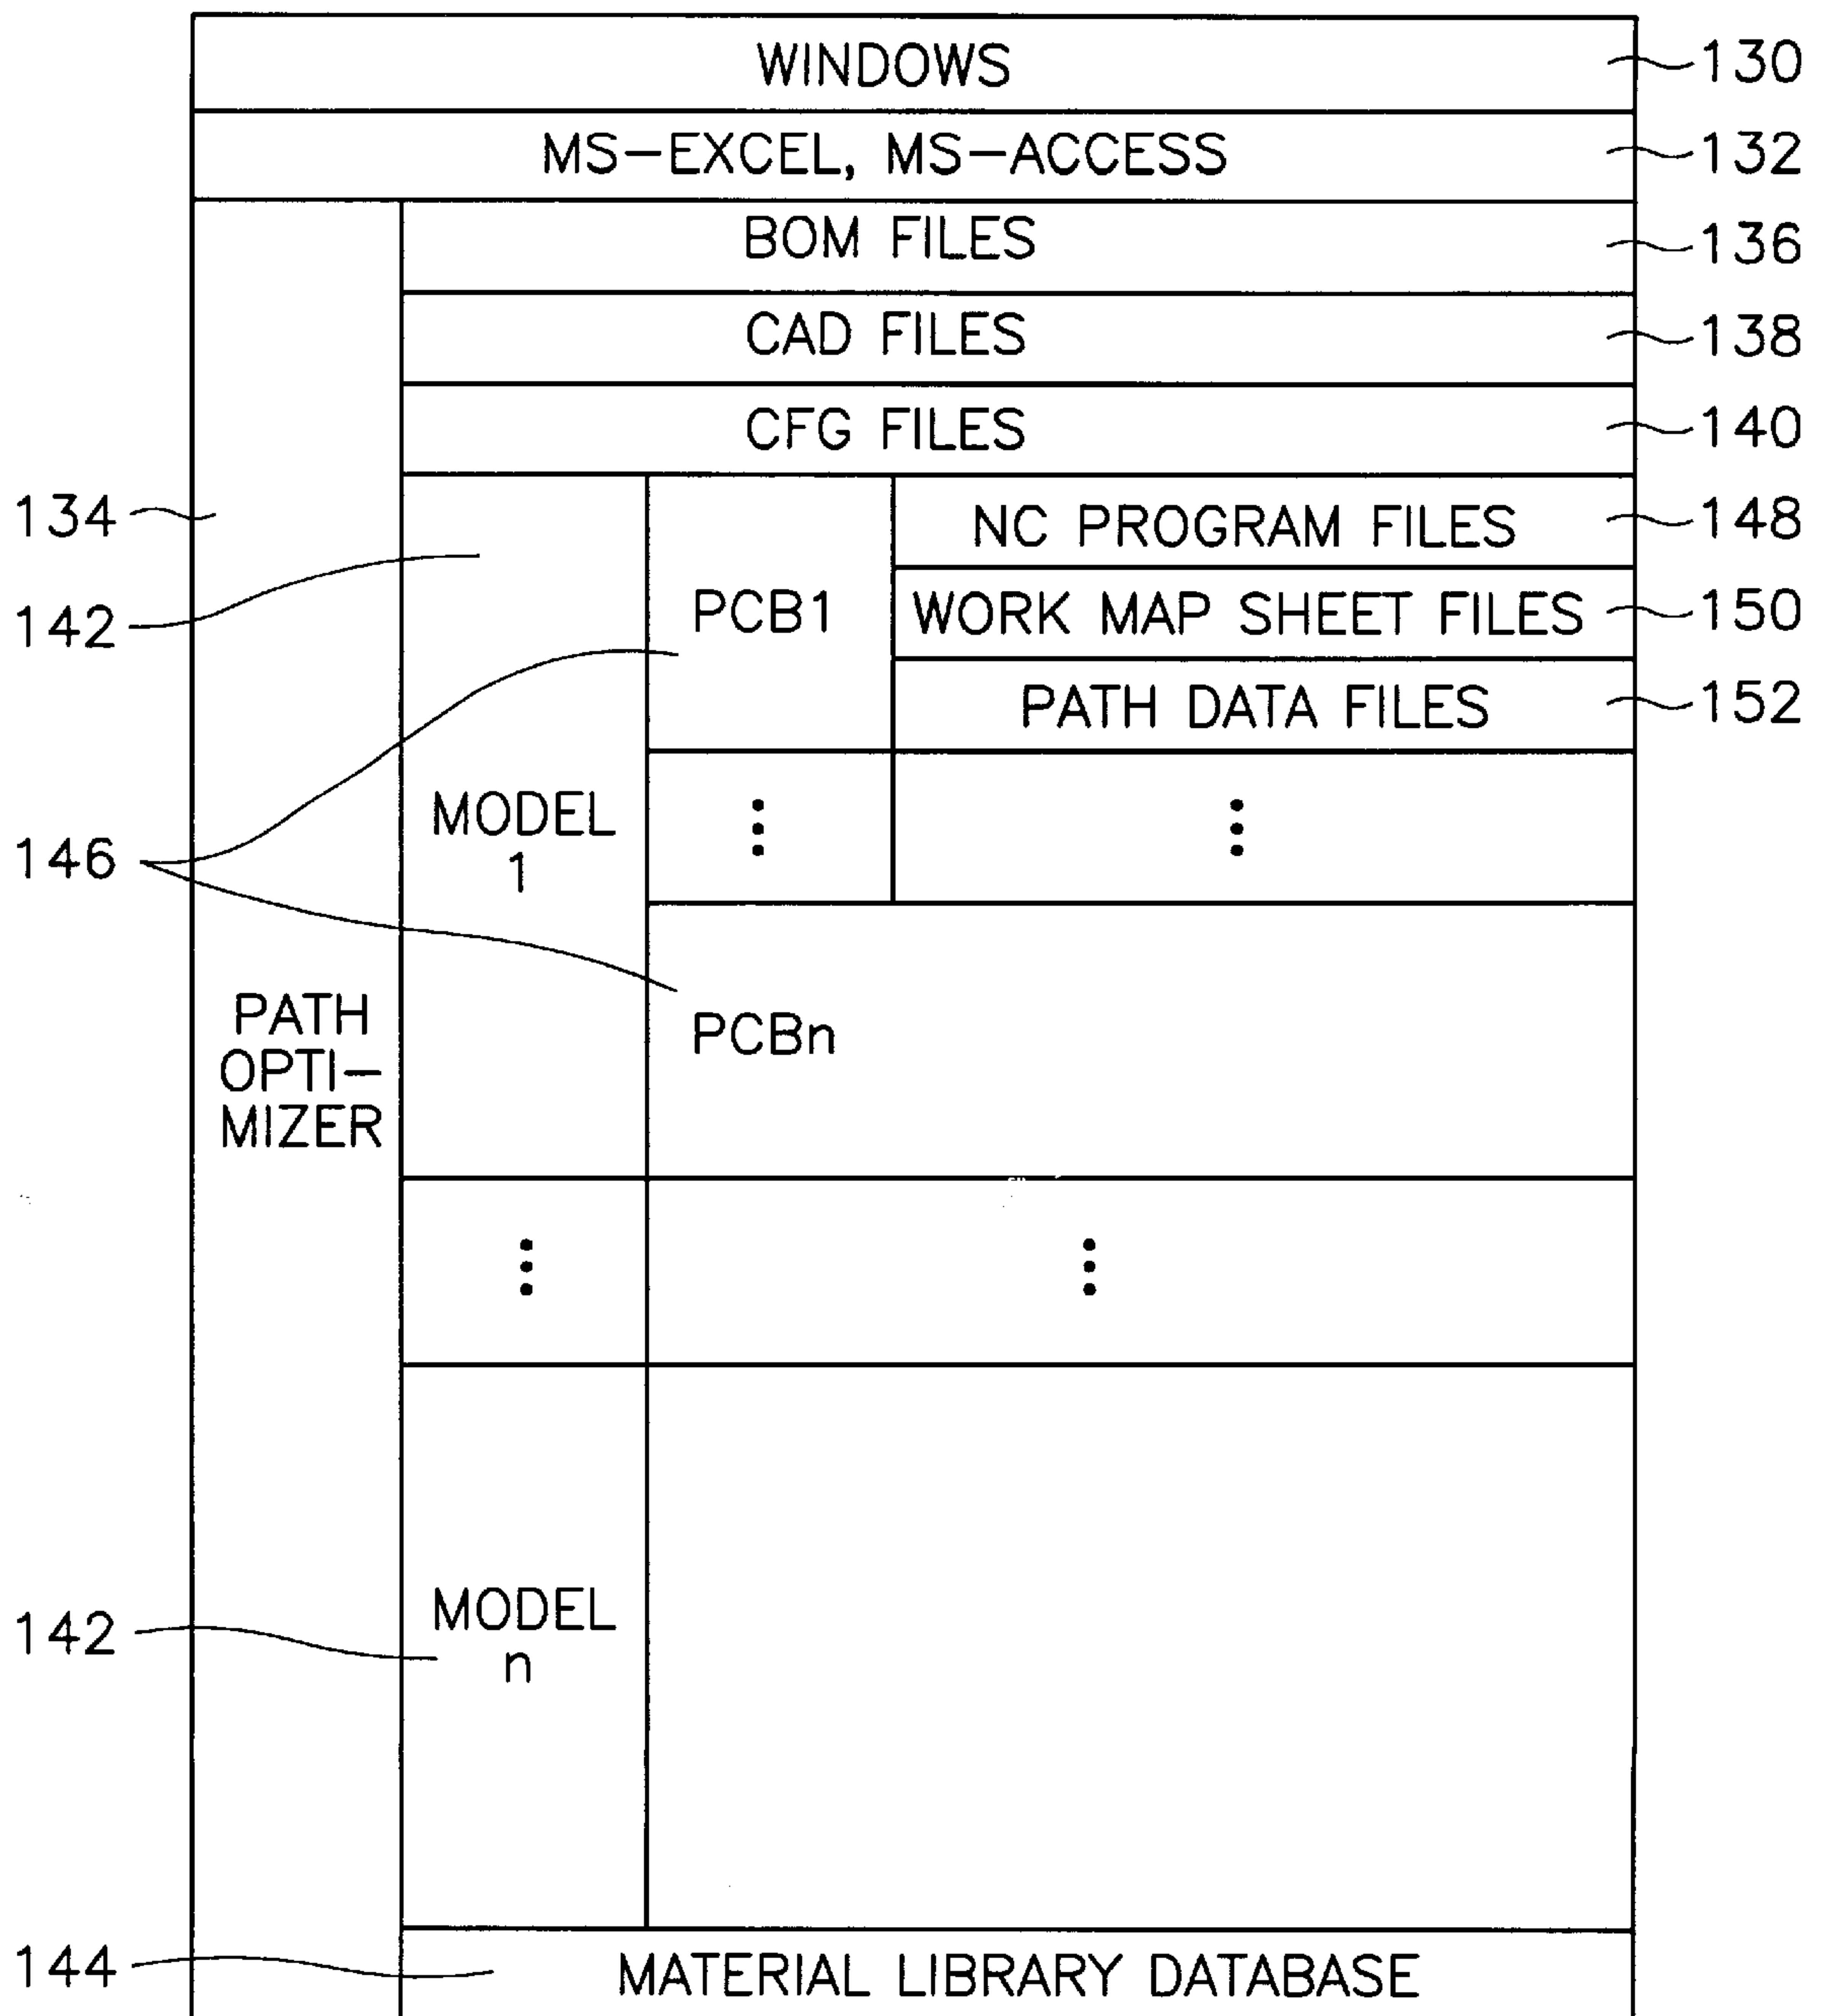 WINDOWS
130
MS-EXCEL, MS-ACCESS
132
BOM FILES
136
CAD FILES
138
CFG FILES
140
134
142
146
PATH
OPTI-
MIZER
MODEL
1
PCB1
NC PROGRAM FILES
148
WORK MAP SHEET FILES
150
PATH DATA FILES
152
PCBn
142
MODEL
n
144
MATERIAL LIBRARY DATABASE